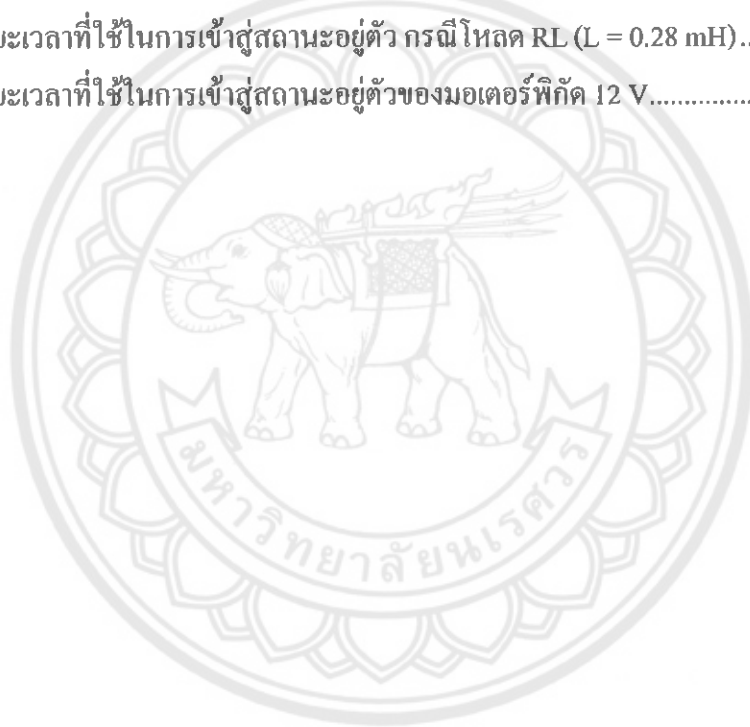 ยะเวลาที่ใช้ในการเข้าสู่สถานะอยู่ตัว กรณีโหลด RL (L = 0.28 mH)..
ยะเวลาที่ใช้ในการเข้าสู่สถานะอยู่ตัวของมอเตอร์พิกัด 12 V...............
มหาวิทยาลัยนเรศวร